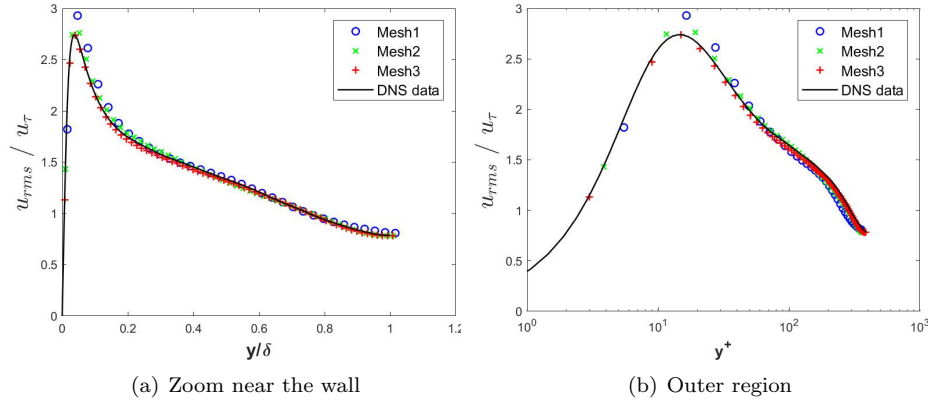 3
2.5
2
1.5
1
0.5
0
u_rms / u_τ
0 0.2 0.4 0.6 0.8 1 1.2
y/δ
Mesh1
Mesh2
Mesh3
DNS data
(a) Zoom near the wall
3
2.5
2
1.5
1
0.5
0
u_rms / u_τ
10^0 10^1 10^2 10^3
y^+
Mesh1
Mesh2
Mesh3
DNS data
(b) Outer region